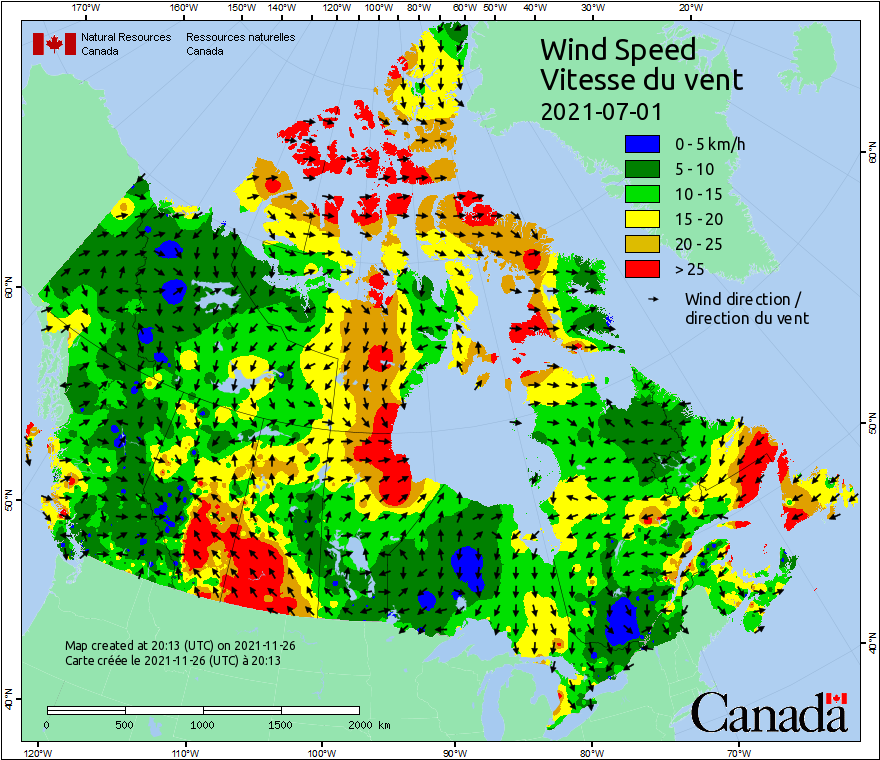 170°W 160°W 150°W 140°W 130°W 120°W 110°W 100°W 90°W 80°W 70°W 60°W 50°W 40°W 30°W 20°W
Natural Resources Ressources naturelles
Canada Canada
Wind Speed
Vitesse du vent
2021-07-01
0 - 5 km/h
5 - 10
10 - 15
15 - 20
20 - 25
> 25
Wind direction /
direction du vent
60°N
60°N
50°N
50°N
40°N
40°N
Map created at 20:13 (UTC) on 2021-11-26
Carte créée le 2021-11-26 (UTC) à 20:13
0 500 1000 1500 2000 km
Canada
120°W 110°W 100°W 90°W 80°W 70°W